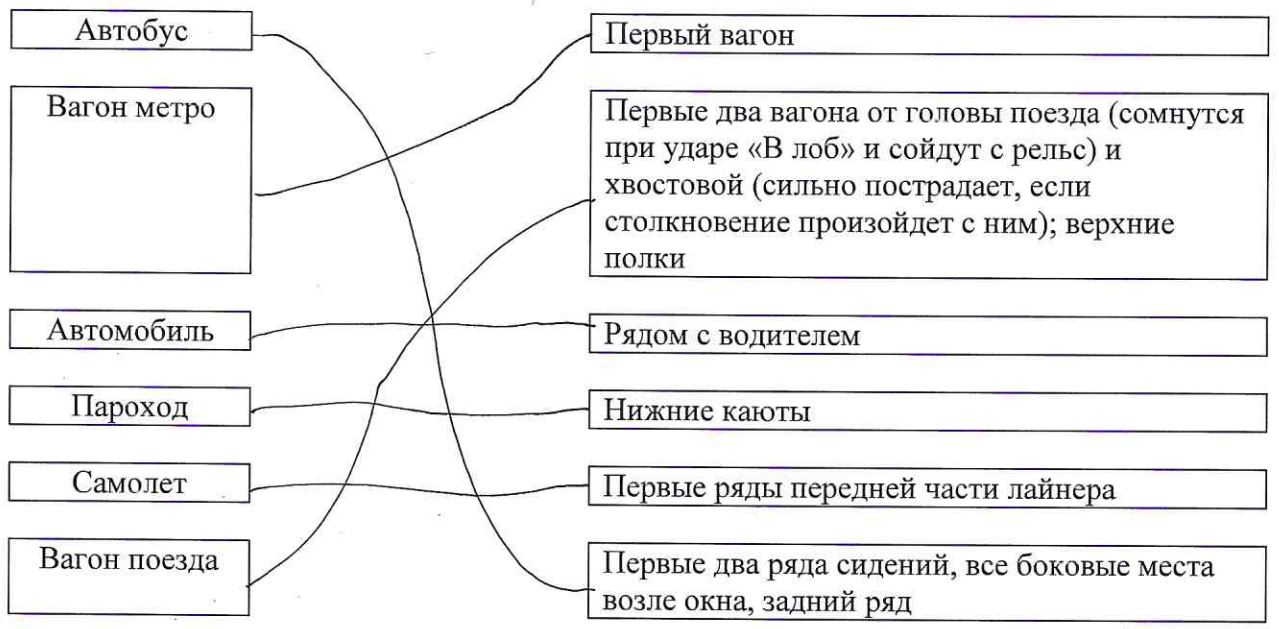 Автобус
Первый вагон
Вагон метро
Первые два вагона от головы поезда (сомнутся
при ударе «В лоб» и сойдут с рельс) и
хвостовой (сильно пострадает, если
столкновение произойдет с ним); верхние
полки
Автомобиль
Рядом с водителем
Пароход
Нижние каюты
Самолет
Первые ряды передней части лайнера
Вагон поезда
Первые два ряда сидений, все боковые места
возле окна, задний ряд